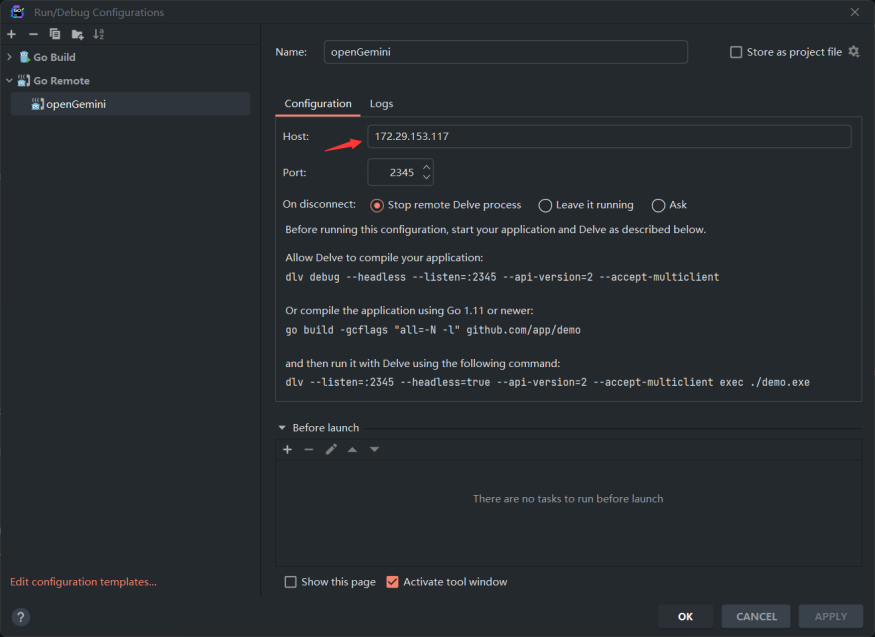 Run/Debug Configurations
Go Build
Go Remote
openGemini
Edit configuration templates...
Name: openGemini Store as project file
Configuration Logs
Host: 172.29.153.117
Port: 2345
On disconnect: Stop remote Delve process Leave it running Ask
Before running this configuration, start your application and Delve as described below.
Allow Delve to compile your application:
dlv debug --headless --listen=:2345 --api-version=2 --accept-multiclient
Or compile the application using Go 1.11 or newer:
go build -gcflags "all=-N -l" github.com/app/demo
and then run it with Delve using the following command:
dlv --listen=:2345 --headless=true --api-version=2 --accept-multiclient exec ./demo.exe
Before launch
There are no tasks to run before launch
Show this page Activate tool window
? OK CANCEL APPLY